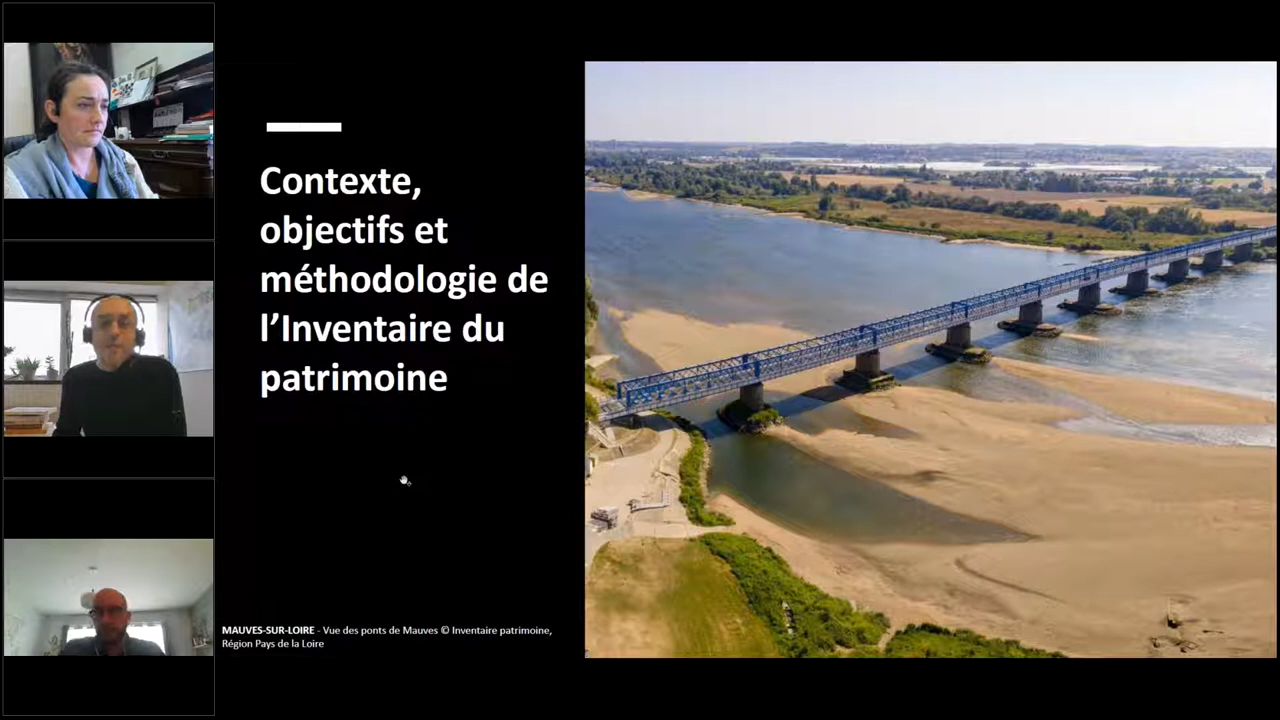 Contexte,
objectifs et
méthodologie de
l’Inventaire du
patrimoine
MAUVES-SUR-LOIRE - Vue des ponts de Mauves © Inventaire patrimoine,
Région Pays de la Loire